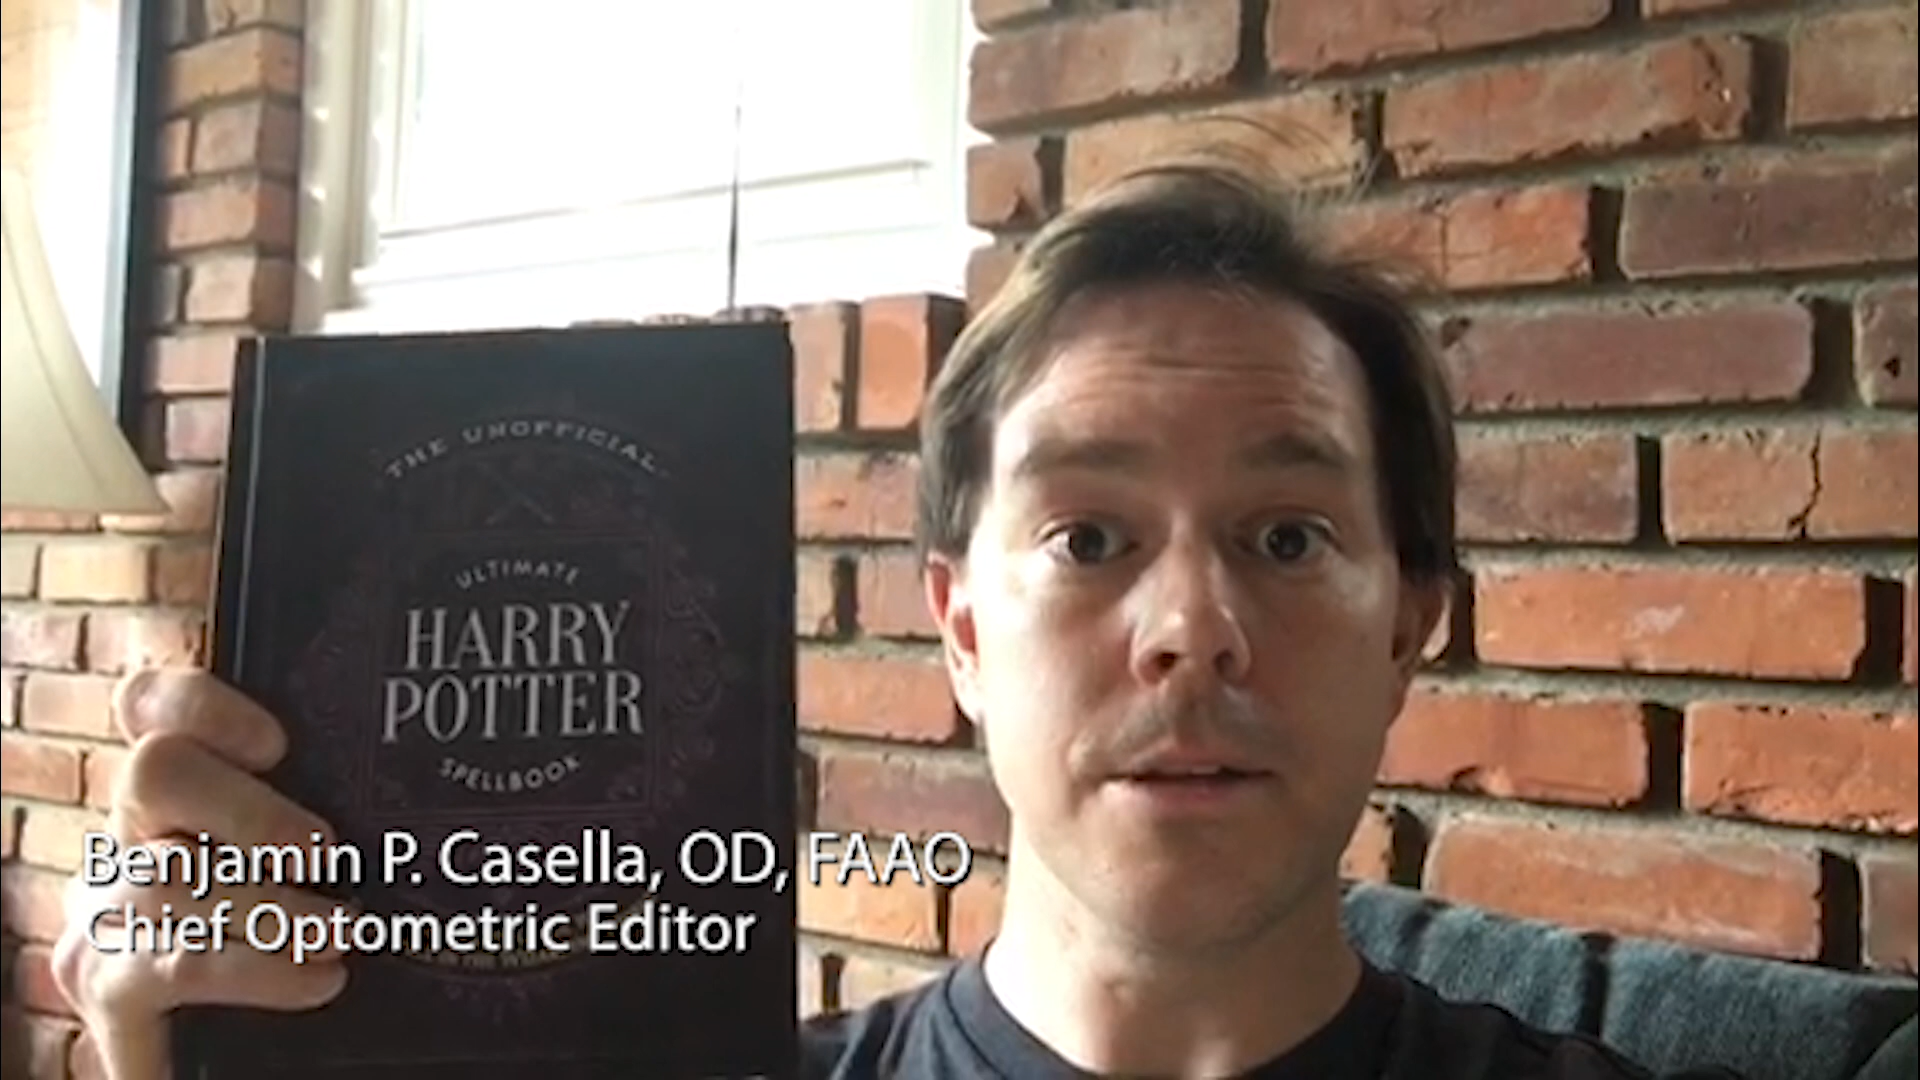 THE UNOFFICIAL
ULTIMATE
HARRY
POTTER
SPELLBOOK
Benjamin P. Casella, OD, FAAO
Chief Optometric Editor